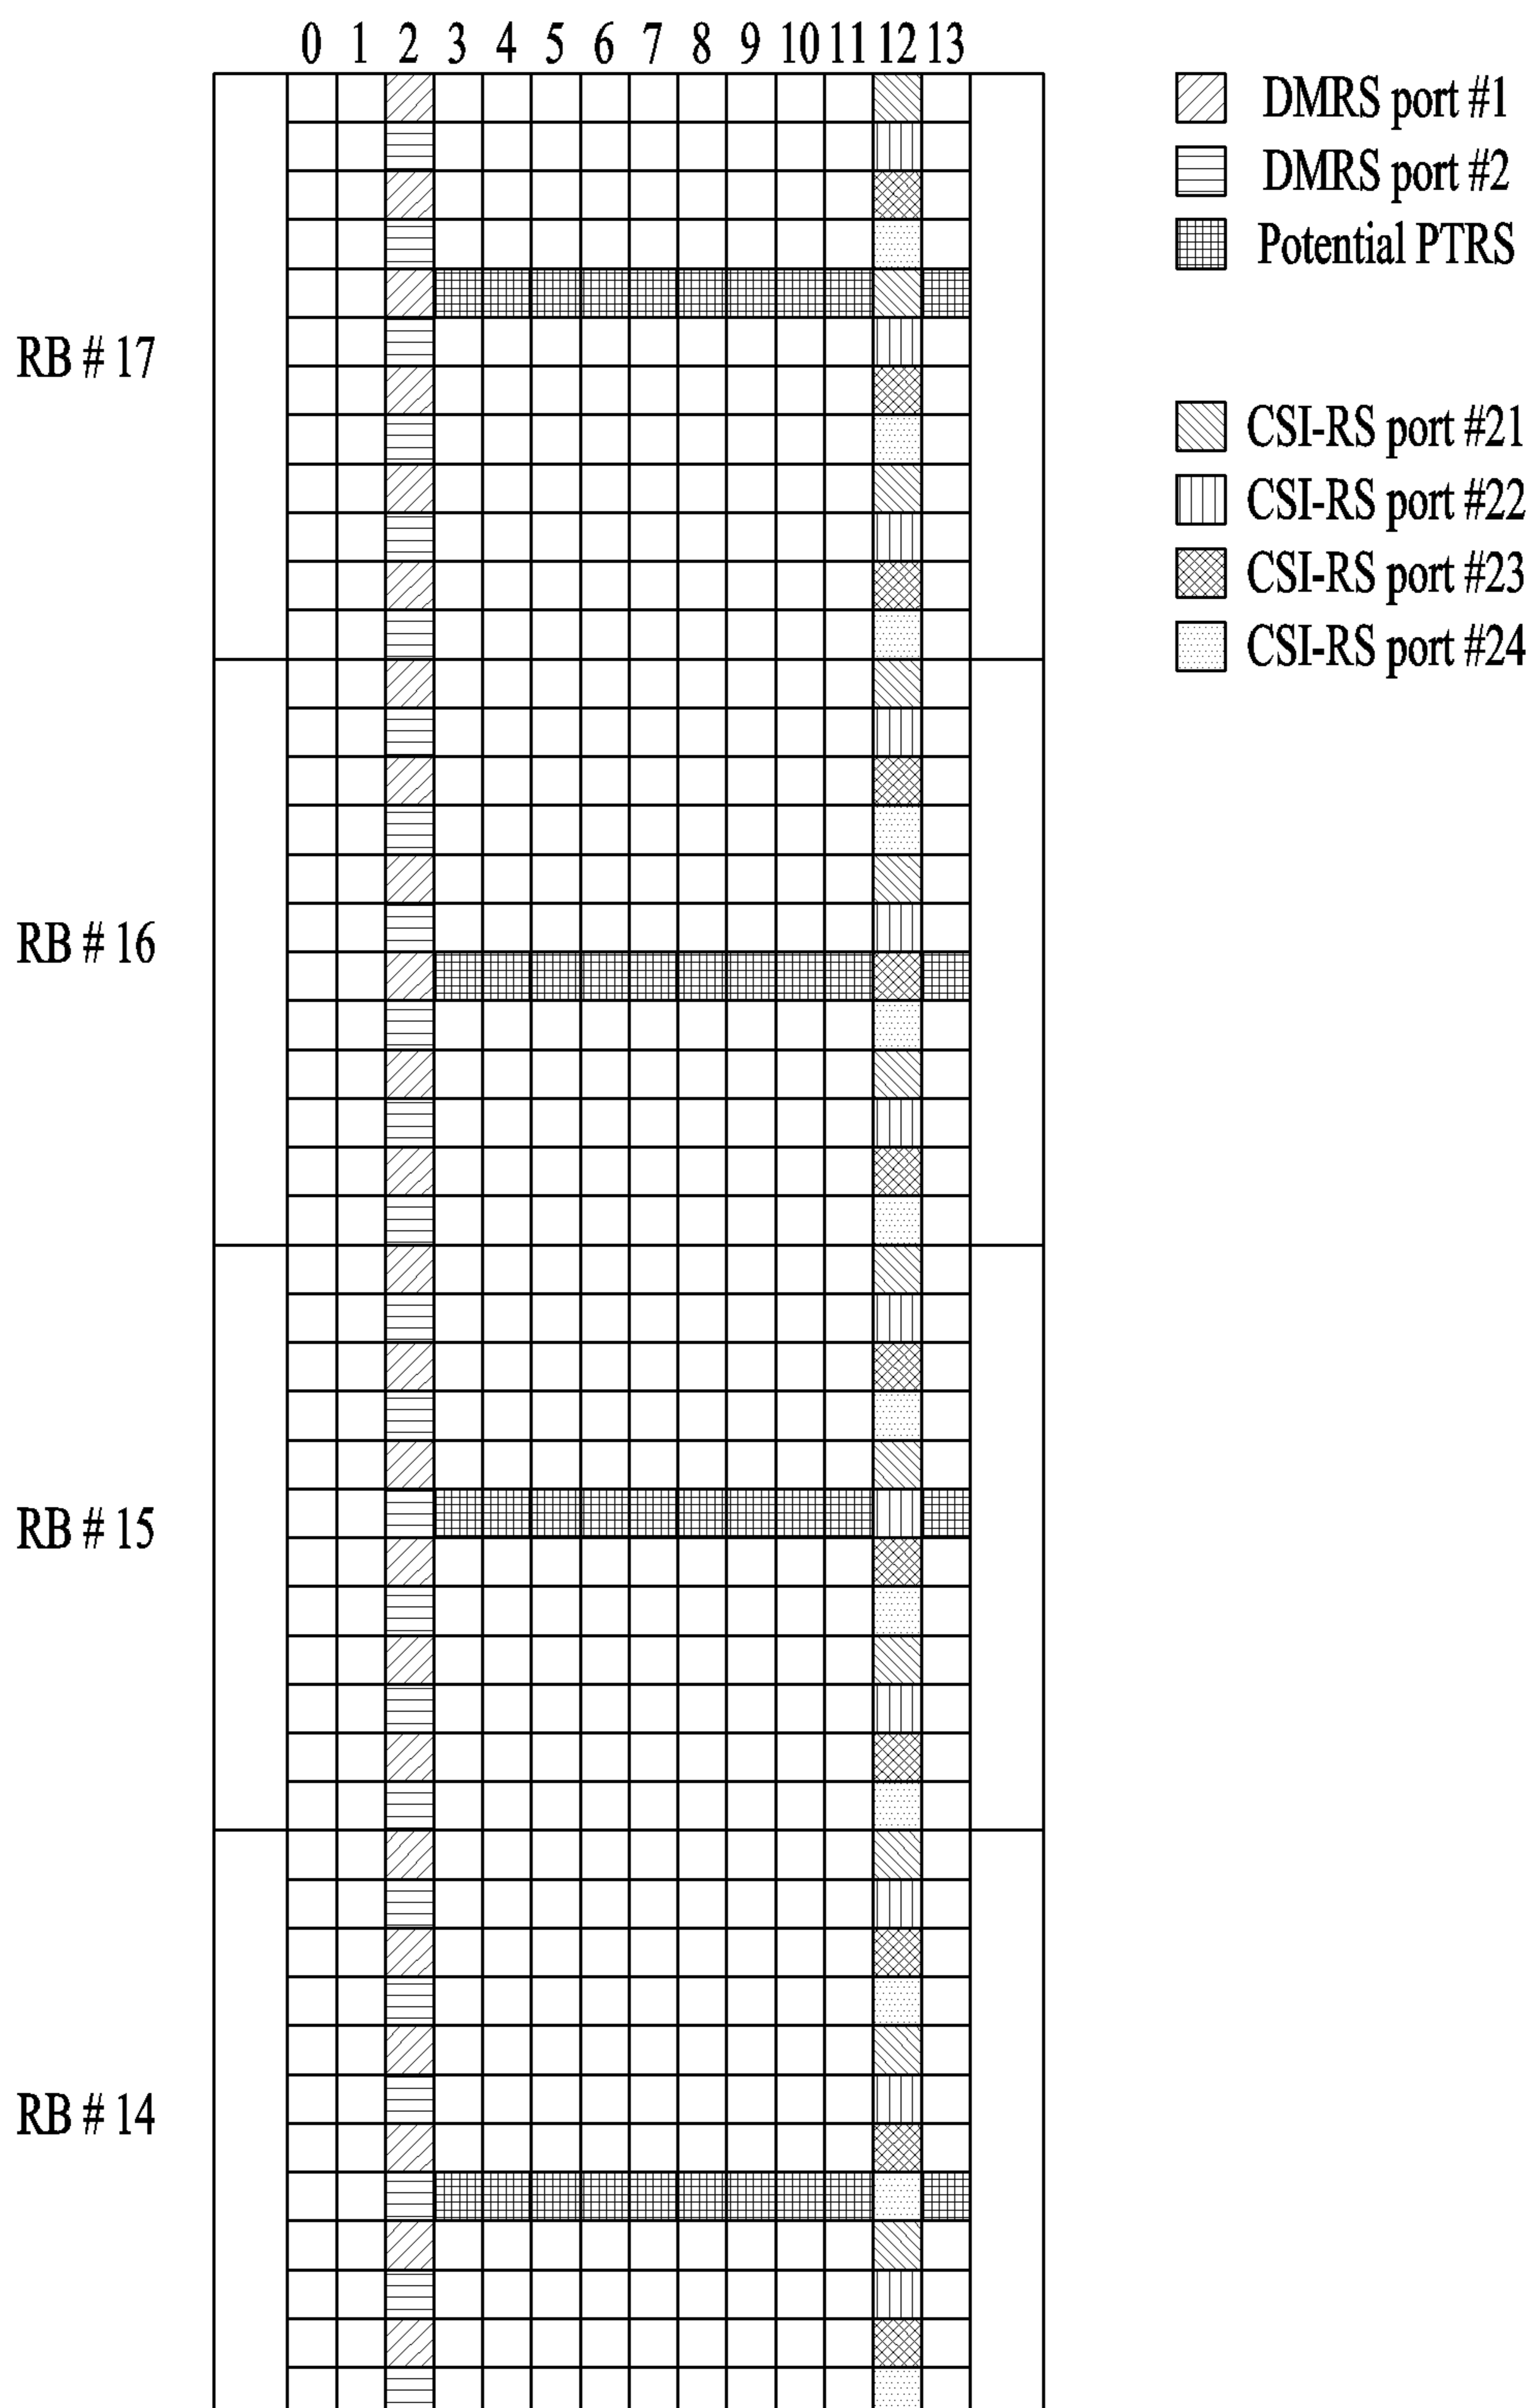 0 1 2 3 4 5 6 7 8 9 10 11 12 13
DMRS port #1
DMRS port #2
Potential PTRS
RB # 17
CSI-RS port #21
CSI-RS port #22
CSI-RS port #23
CSI-RS port #24
RB # 16
RB # 15
RB # 14